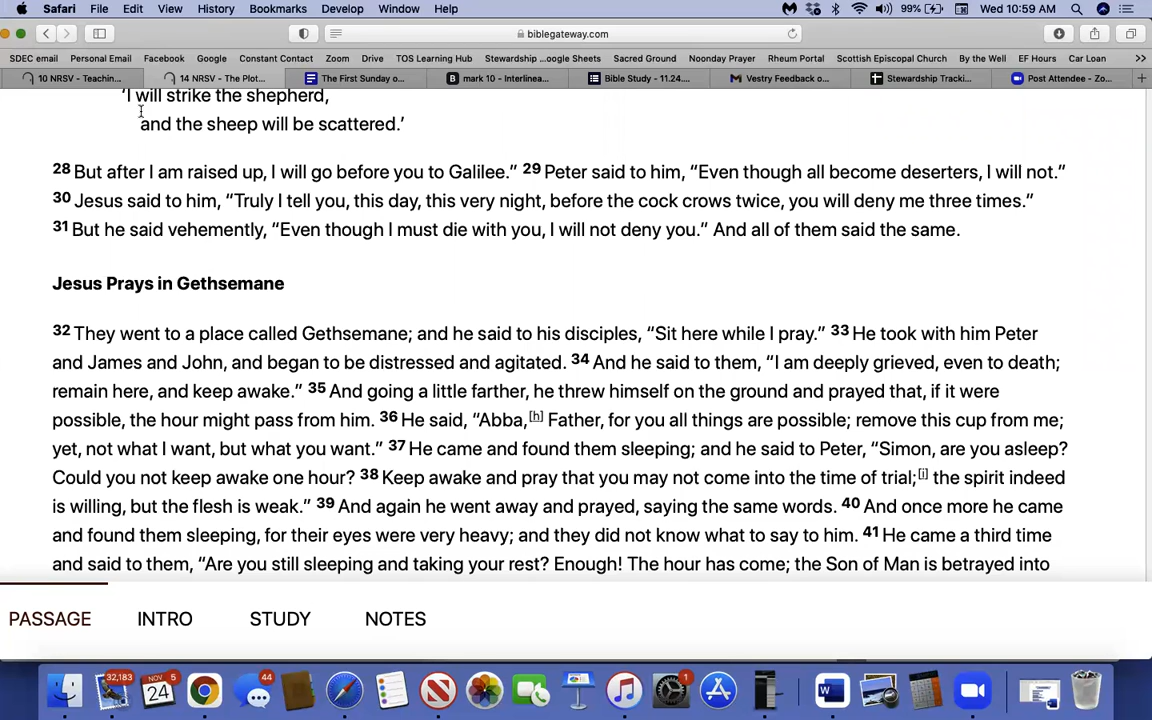 Safari File Edit View History Bookmarks Develop Window Help 99% Wed 10:59 AM
biblegateway.com
SDEC email Personal Email Facebook Google Constant Contact Zoom Drive TOS Learning Hub Stewardship ...oogle Sheets Sacred Ground Noonday Prayer Rheum Portal Scottish Episcopal Church By the Well EF Hours Car Loan >>
10 NRSV - Teachin... 14 NRSV - The Plot... The First Sunday o... mark 10 - Interlinea... Bible Study - 11.24.... Vestry Feedback o... Stewardship Tracki... Post Attendee - Zo... +
‘I will strike the shepherd,
and the sheep will be scattered.’
28 But after I am raised up, I will go before you to Galilee.” 29 Peter said to him, “Even though all become deserters, I will not.”
30 Jesus said to him, “Truly I tell you, this day, this very night, before the cock crows twice, you will deny me three times.”
31 But he said vehemently, “Even though I must die with you, I will not deny you.” And all of them said the same.
Jesus Prays in Gethsemane
32 They went to a place called Gethsemane; and he said to his disciples, “Sit here while I pray.” 33 He took with him Peter
and James and John, and began to be distressed and agitated. 34 And he said to them, “I am deeply grieved, even to death;
remain here, and keep awake.” 35 And going a little farther, he threw himself on the ground and prayed that, if it were
possible, the hour might pass from him. 36 He said, “Abba,[h] Father, for you all things are possible; remove this cup from me;
yet, not what I want, but what you want.” 37 He came and found them sleeping; and he said to Peter, “Simon, are you asleep?
Could you not keep awake one hour? 38 Keep awake and pray that you may not come into the time of trial;[i] the spirit indeed
is willing, but the flesh is weak.” 39 And again he went away and prayed, saying the same words. 40 And once more he came
and found them sleeping, for their eyes were very heavy; and they did not know what to say to him. 41 He came a third time
and said to them, “Are you still sleeping and taking your rest? Enough! The hour has come; the Son of Man is betrayed into
PASSAGE INTRO STUDY NOTES
32,183 NOV 24 5 44 1